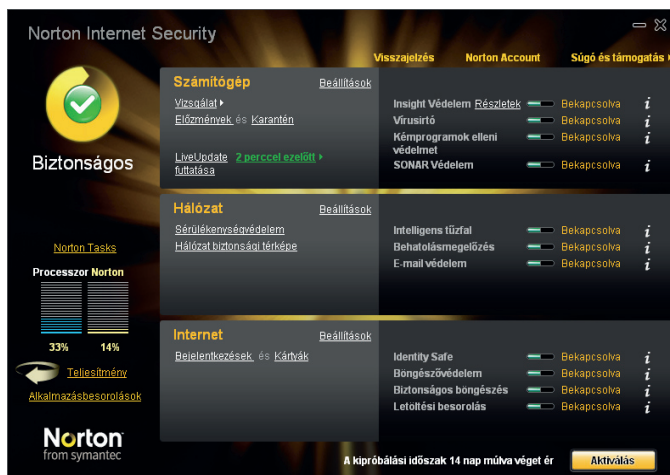 Norton Internet Security
Visszajelzés Norton Account Súgó és támogatás
Biztonságos
Számítógép Beállítások
Vizsgálat
Előzmények és Karantén
LiveUpdate 2 perccel ezelőtt
futtatása
Insight Védelem Részletek Bekapcsolva i
Vírusirtó Bekapcsolva i
Kémprogramok elleni Bekapcsolva i
védelmet
SONAR Védelem Bekapcsolva i
Hálózat Beállítások
Sérülékenységvédelem
Hálózat biztonsági térképe
Intelligens tűzfal Bekapcsolva i
Behatolásmegelőzés Bekapcsolva i
E-mail védelem Bekapcsolva i
Norton Tasks
Processzor Norton
33% 14%
Teljesítmény
Alkalmazásbesorolások
Internet Beállítások
Bejelentkezések és Kártyák
Identity Safe Bekapcsolva i
Böngészővédelem Bekapcsolva i
Biztonságos böngészés Bekapcsolva i
Letöltési besorolás Bekapcsolva i
Norton
from symantec
A kipróbálási időszak 14 nap múlva véget ér Aktiválás